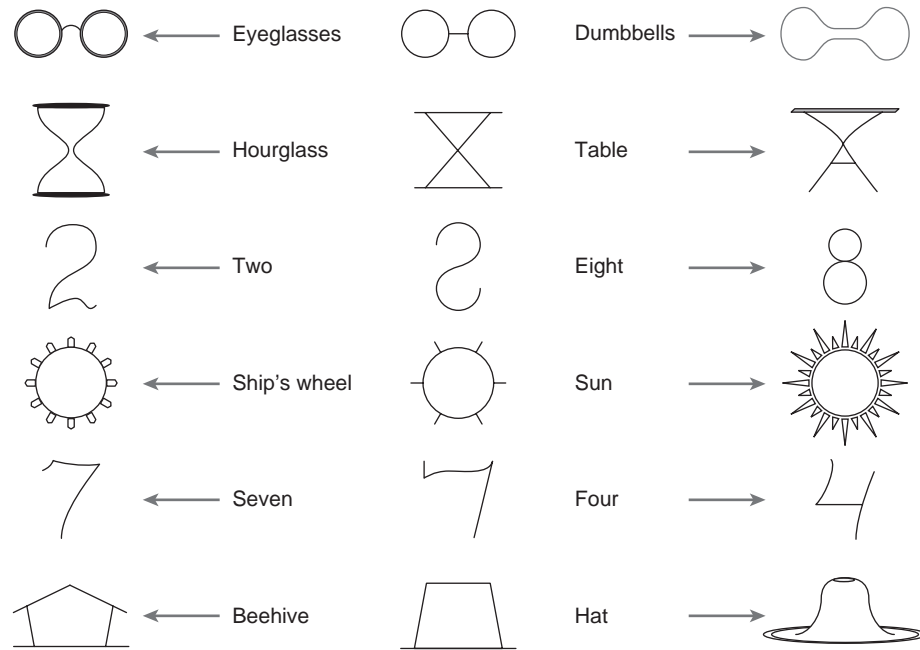 Eyeglasses Dumbbells
Hourglass Table
Two Eight
Ship's wheel Sun
Seven Four
Beehive Hat